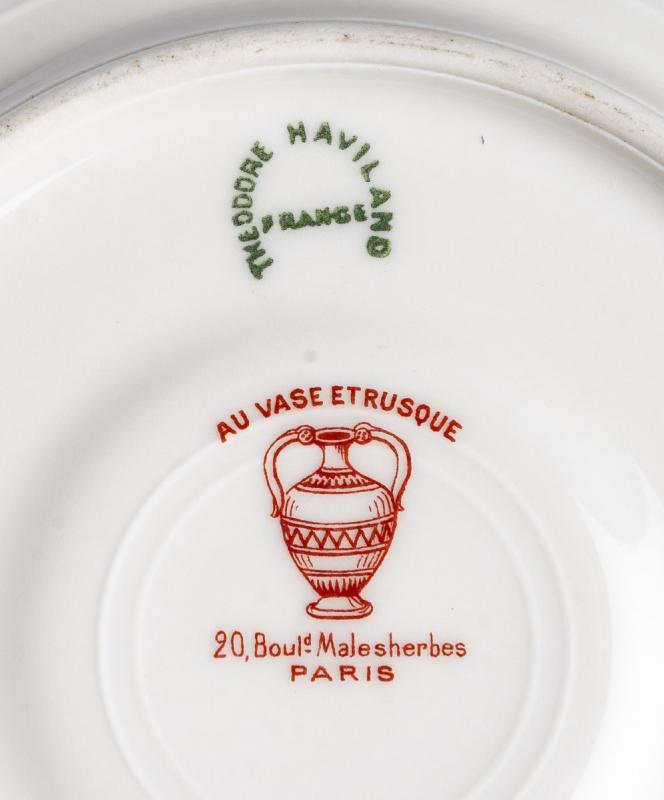 THEODORE HAVILAND
FRANCE
AU VASE ETRUSQUE
20, Boulᵈ Malesherbes
PARIS